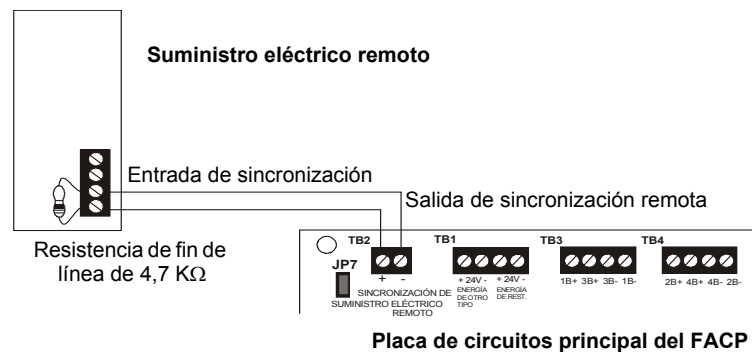 Suministro eléctrico remoto
Entrada de sincronización
Salida de sincronización remota
Resistencia de fin de
línea de 4,7 KΩ
TB2 TB1 TB3 TB4
JP7
+ - + 24V - + 24V - 1B+ 3B+ 3B- 1B- 2B+ 4B+ 4B- 2B-
SINCRONIZACIÓN DE
SUMINISTRO ELÉCTRICO
REMOTO
ENERGÍA
DE OTRO
TIPO
ENERGÍA
DE REST.
Placa de circuitos principal del FACP